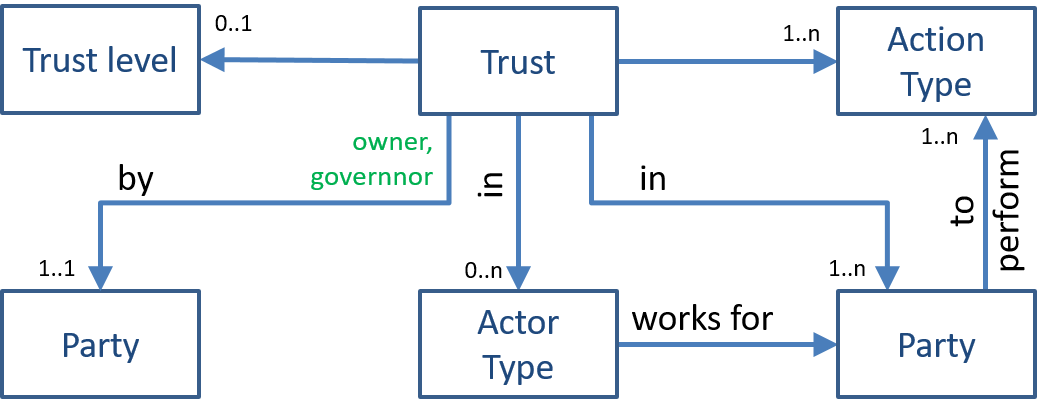 0..1
1..n
Trust level
Trust
Action
Type
owner,
governnor
by
in
in
1..n
to
perform
1..1
0..n
1..n
Party
Actor
Type
works for
Party